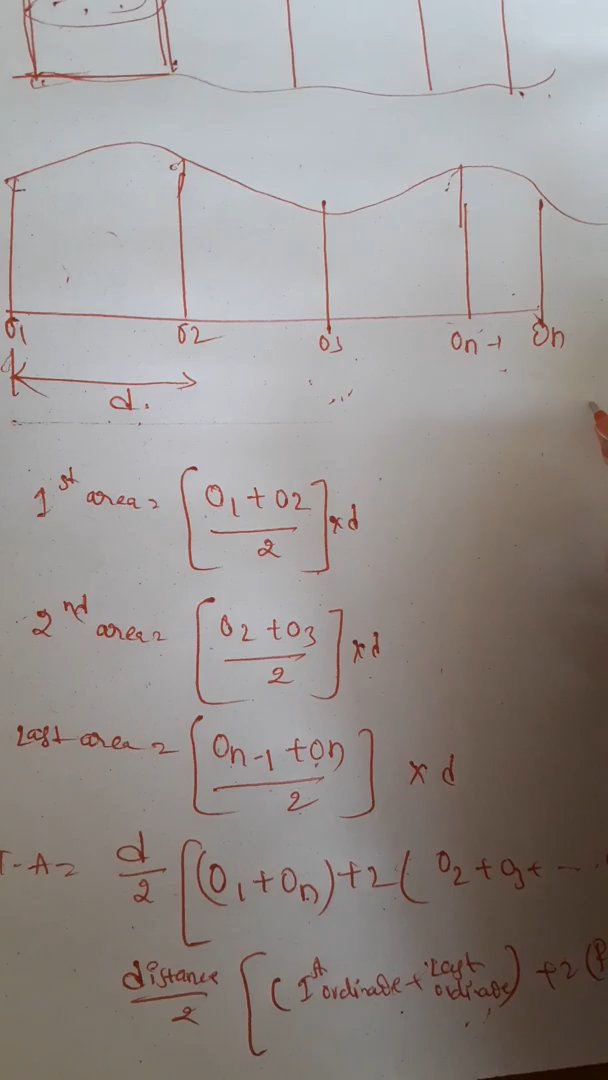 O1 O2 O3 On-1 On
d.
1st area = [O1 + O2 / 2] x d
2nd area = [O2 + O3 / 2] x d
Last area = [On-1 + On / 2] x d
T-A = d/2 [(O1 + On) + 2 ( O2 + O3 + ---
distance/2 [(Ist ordinate + Last ordinate) + 2 (